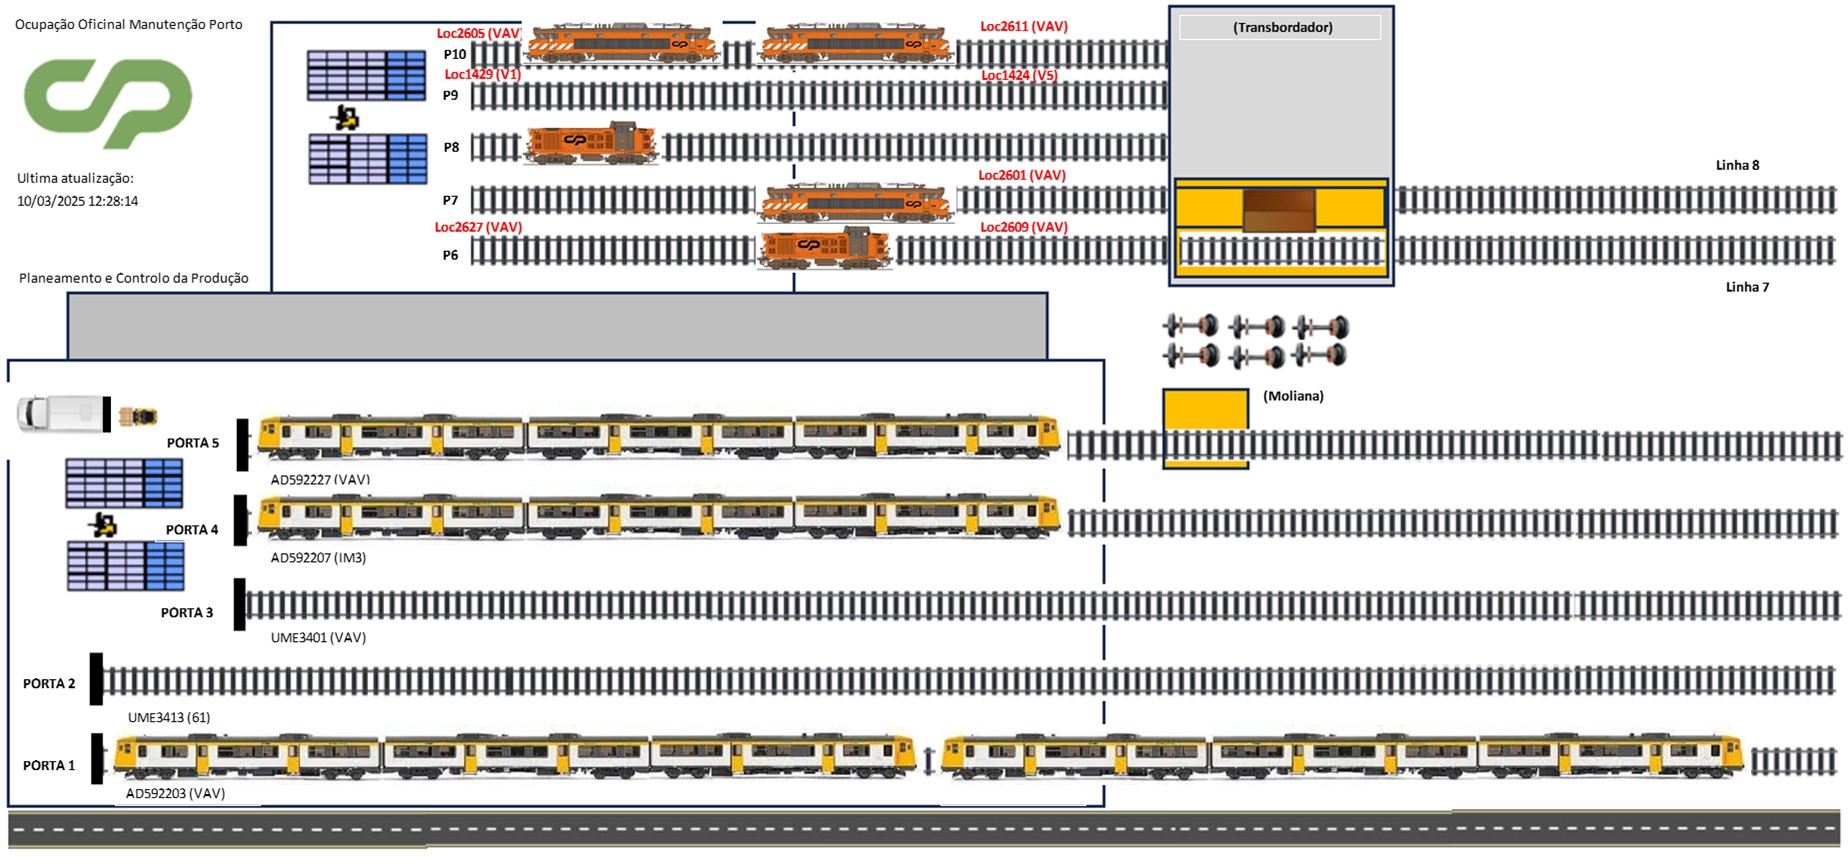 Ocupação Oficinal Manutenção Porto
cp
Ultima atualização:
10/03/2025 12:28:14
Planeamento e Controlo da Produção
Loc2605 (VAV)
Loc2611 (VAV)
P10
Loc1429 (V1)
Loc1424 (V5)
P9
P8
Loc2601 (VAV)
P7
Loc2627 (VAV)
Loc2609 (VAV)
P6
(Transbordador)
Linha 8
Linha 7
(Moliana)
PORTA 5
AD592227 (VAV)
PORTA 4
AD592207 (IM3)
PORTA 3
UME3401 (VAV)
PORTA 2
UME3413 (61)
PORTA 1
AD592203 (VAV)